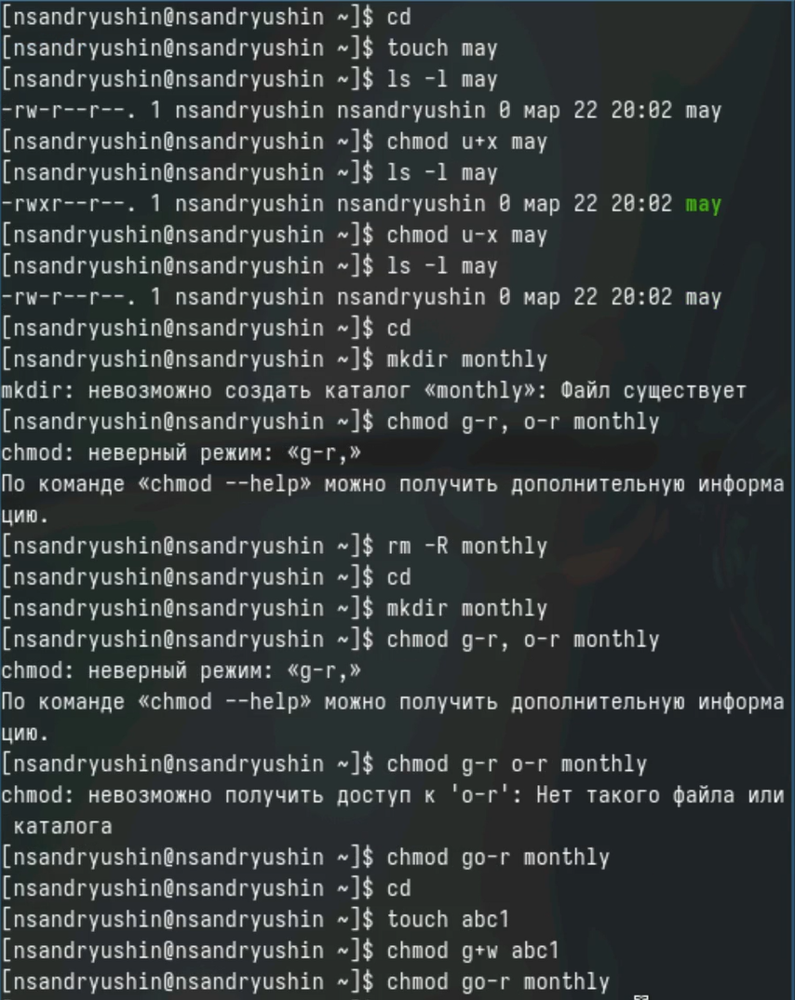 [nsandryushin@nsandryushin ~]$ cd
[nsandryushin@nsandryushin ~]$ touch may
[nsandryushin@nsandryushin ~]$ ls -l may
-rw-r--r--. 1 nsandryushin nsandryushin 0 мар 22 20:02 may
[nsandryushin@nsandryushin ~]$ chmod u+x may
[nsandryushin@nsandryushin ~]$ ls -l may
-rwxr--r--. 1 nsandryushin nsandryushin 0 мар 22 20:02 may
[nsandryushin@nsandryushin ~]$ chmod u-x may
[nsandryushin@nsandryushin ~]$ ls -l may
-rw-r--r--. 1 nsandryushin nsandryushin 0 мар 22 20:02 may
[nsandryushin@nsandryushin ~]$ cd
[nsandryushin@nsandryushin ~]$ mkdir monthly
mkdir: невозможно создать каталог «monthly»: Файл существует
[nsandryushin@nsandryushin ~]$ chmod g-r, o-r monthly
chmod: неверный режим: «g-r,»
По команде «chmod --help» можно получить дополнительную информа
цию.
[nsandryushin@nsandryushin ~]$ rm -R monthly
[nsandryushin@nsandryushin ~]$ cd
[nsandryushin@nsandryushin ~]$ mkdir monthly
[nsandryushin@nsandryushin ~]$ chmod g-r, o-r monthly
chmod: неверный режим: «g-r,»
По команде «chmod --help» можно получить дополнительную информа
цию.
[nsandryushin@nsandryushin ~]$ chmod g-r o-r monthly
chmod: невозможно получить доступ к 'o-r': Нет такого файла или
 каталога
[nsandryushin@nsandryushin ~]$ chmod go-r monthly
[nsandryushin@nsandryushin ~]$ cd
[nsandryushin@nsandryushin ~]$ touch abc1
[nsandryushin@nsandryushin ~]$ chmod g+w abc1
[nsandryushin@nsandryushin ~]$ chmod go-r monthly